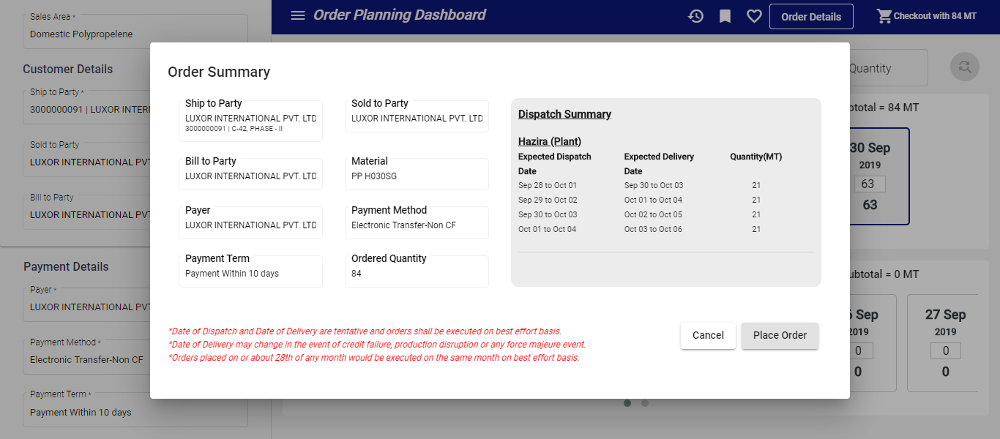 Sales Area *
Domestic Polypropelene
Customer Details
Ship to Party *
3000000091 | LUXOR INTERN
Sold to Party
LUXOR INTERNATIONAL PVT
Bill to Party
LUXOR INTERNATIONAL PVT
Payment Details
Payer *
LUXOR INTERNATIONAL PVT
Payment Method *
Electronic Transfer-Non CF
Payment Term *
Payment Within 10 days
Order Planning Dashboard
Order Details
Checkout with 84 MT
Quantity
btotal = 84 MT
30 Sep
2019
63
63
ubtotal = 0 MT
6 Sep
2019
0
0
27 Sep
2019
0
0
Order Summary
Ship to Party
LUXOR INTERNATIONAL PVT. LTD
3000000091 | C-42, PHASE - II
Sold to Party
LUXOR INTERNATIONAL PVT. LTD
Bill to Party
LUXOR INTERNATIONAL PVT. LTD
Material
PP H030SG
Payer
LUXOR INTERNATIONAL PVT. LTD
Payment Method
Electronic Transfer-Non CF
Payment Term
Payment Within 10 days
Ordered Quantity
84
Dispatch Summary
Hazira (Plant)
Expected Dispatch Date Expected Delivery Date Quantity(MT)
Sep 28 to Oct 01 Sep 30 to Oct 03 21
Sep 29 to Oct 02 Oct 01 to Oct 04 21
Sep 30 to Oct 03 Oct 02 to Oct 05 21
Oct 01 to Oct 04 Oct 03 to Oct 06 21
*Date of Dispatch and Date of Delivery are tentative and orders shall be executed on best effort basis.
*Date of Delivery may change in the event of credit failure, production disruption or any force majeure event.
*Orders placed on or about 28th of any month would be executed on the same month on best effort basis.
Cancel
Place Order